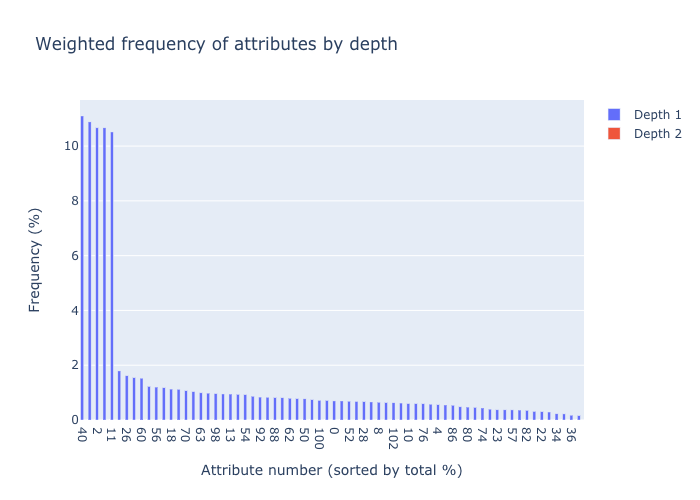 Weighted frequency of attributes by depth
Depth 1
Depth 2
10
8
6
4
2
0
Frequency (%)
40 2 11 26 60 56 18 70 63 98 13 54 92 88 62 50 100 0 52 28 8 102 10 76 4 86 80 74 23 57 82 22 34 36
Attribute number (sorted by total %)